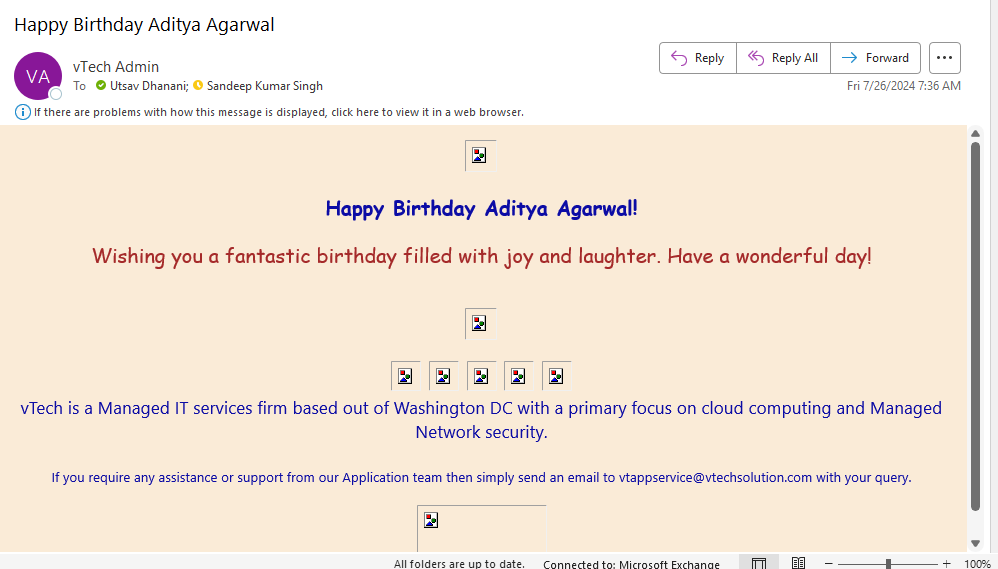 Happy Birthday Aditya Agarwal
VA
vTech Admin
To Utsav Dhanani; Sandeep Kumar Singh
Reply
Reply All
Forward
Fri 7/26/2024 7:36 AM
If there are problems with how this message is displayed, click here to view it in a web browser.
Happy Birthday Aditya Agarwal!
Wishing you a fantastic birthday filled with joy and laughter. Have a wonderful day!
vTech is a Managed IT services firm based out of Washington DC with a primary focus on cloud computing and Managed
Network security.
If you require any assistance or support from our Application team then simply send an email to vtappservice@vtechsolution.com with your query.
All folders are up to date. Connected to: Microsoft Exchange 100%